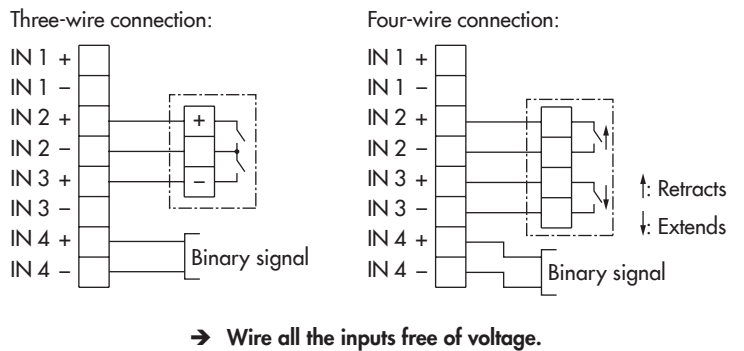 Three-wire connection:
IN 1 +
IN 1 –
IN 2 +
IN 2 –
IN 3 +
IN 3 –
IN 4 +
IN 4 –
+
–
Binary signal
Four-wire connection:
IN 1 +
IN 1 –
IN 2 +
IN 2 –
IN 3 +
IN 3 –
IN 4 +
IN 4 –
↑: Retracts
↓: Extends
Binary signal
➔ Wire all the inputs free of voltage.